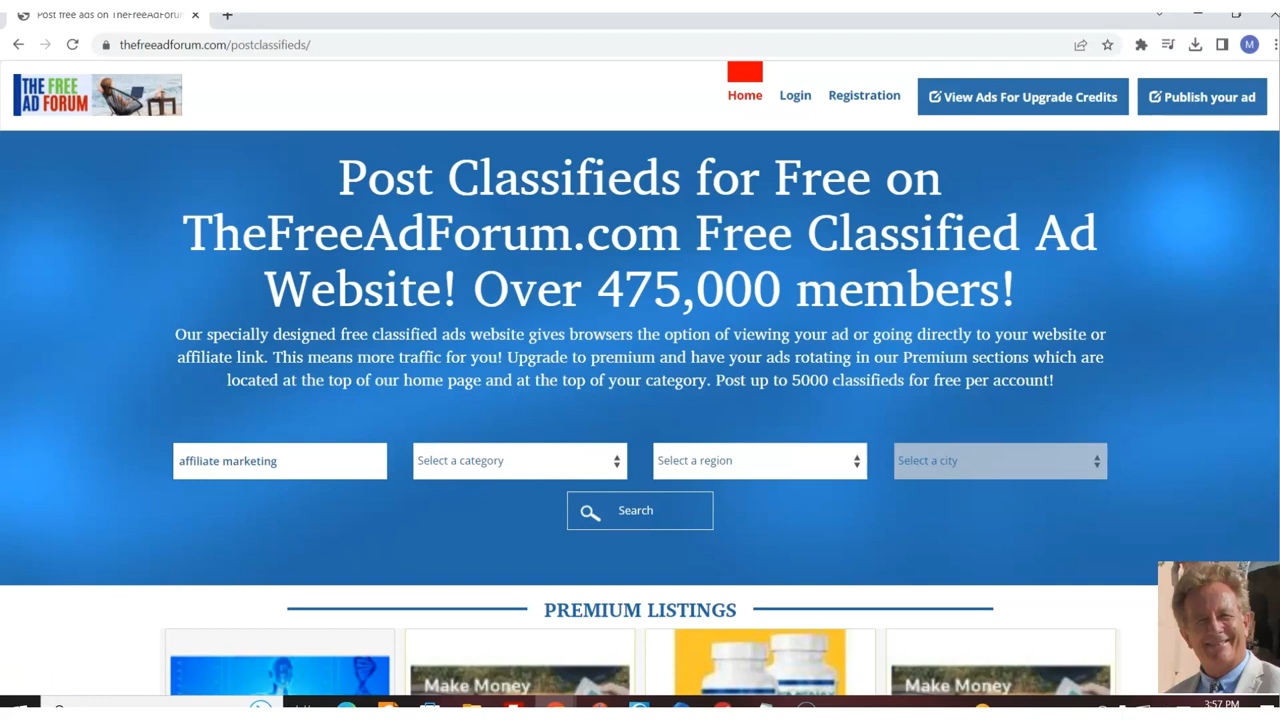 Post free ads on TheFreeAdForum
thefreeadforum.com/postclassifieds/
M
THE FREE
AD FORUM
Home
Login
Registration
View Ads For Upgrade Credits
Publish your ad
Post Classifieds for Free on
TheFreeAdForum.com Free Classified Ad
Website! Over 475,000 members!
Our specially designed free classified ads website gives browsers the option of viewing your ad or going directly to your website or
affiliate link. This means more traffic for you! Upgrade to premium and have your ads rotating in our Premium sections which are
located at the top of our home page and at the top of your category. Post up to 5000 classifieds for free per account!
affiliate marketing
Select a category
Select a region
Select a city
Search
PREMIUM LISTINGS
Make Money
Make Money
3:57 PM